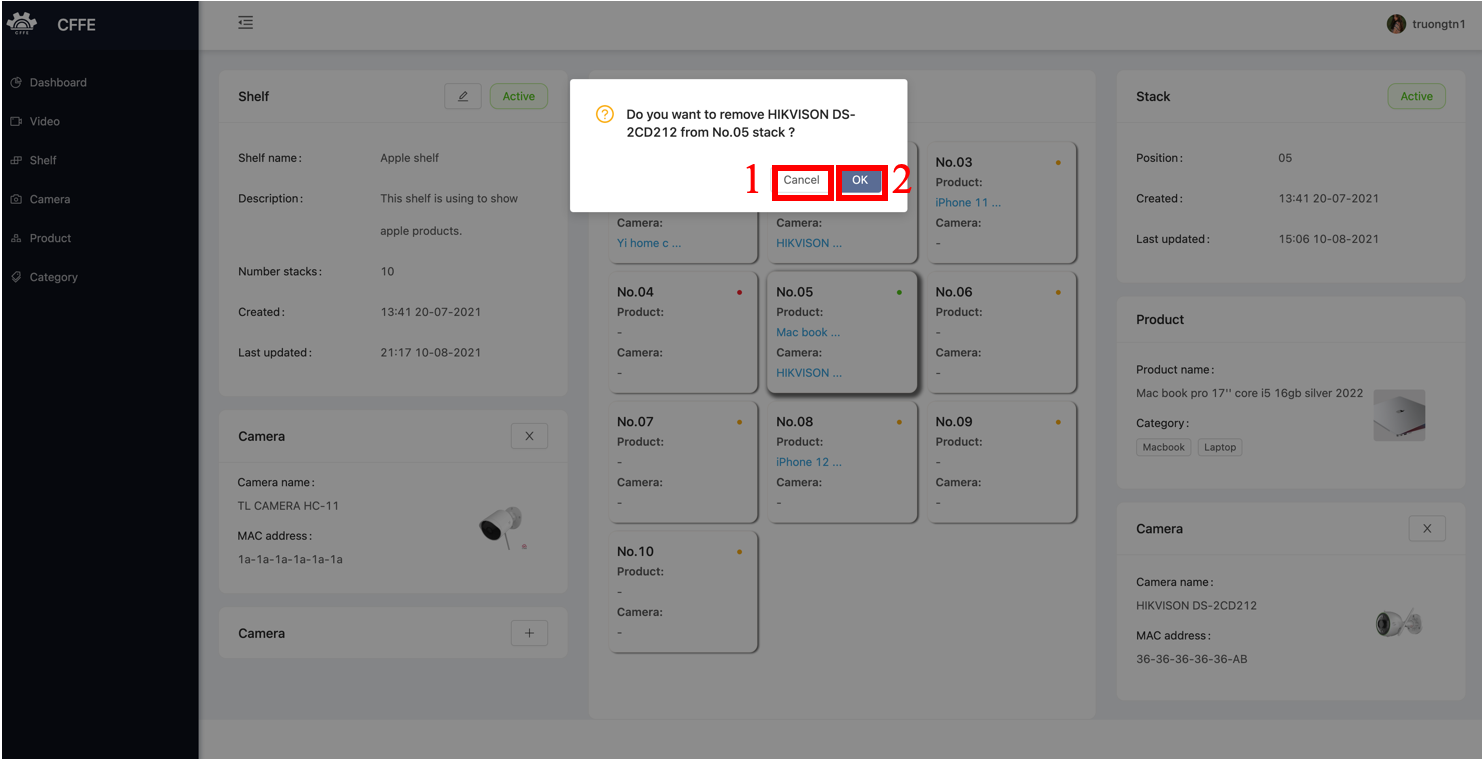 CFFE
CFFE
truongtn1
Dashboard
Video
Shelf
Camera
Product
Category
Shelf
Active
Shelf name:
Apple shelf
Description:
This shelf is using to show
apple products.
Number stacks:
10
Created:
13:41 20-07-2021
Last updated:
21:17 10-08-2021
Camera
X
Camera name:
TL CAMERA HC-11
MAC address:
1a-1a-1a-1a-1a-1a
Camera
+
Do you want to remove HIKVISON DS-
2CD212 from No.05 stack ?
1
Cancel
OK
2
Camera:
Yi home c ...
Camera:
HIKVISON ...
No.03
Product:
iPhone 11 ...
Camera:
-
No.04
Product:
-
Camera:
-
No.05
Product:
Mac book ...
Camera:
HIKVISON ...
No.06
Product:
-
Camera:
-
No.07
Product:
-
Camera:
-
No.08
Product:
iPhone 12 ...
Camera:
-
No.09
Product:
-
Camera:
-
No.10
Product:
-
Camera:
-
Stack
Active
Position:
05
Created:
13:41 20-07-2021
Last updated:
15:06 10-08-2021
Product
Product name:
Mac book pro 17'' core i5 16gb silver 2022
Category:
Macbook
Laptop
Camera
X
Camera name:
HIKVISON DS-2CD212
MAC address:
36-36-36-36-36-AB